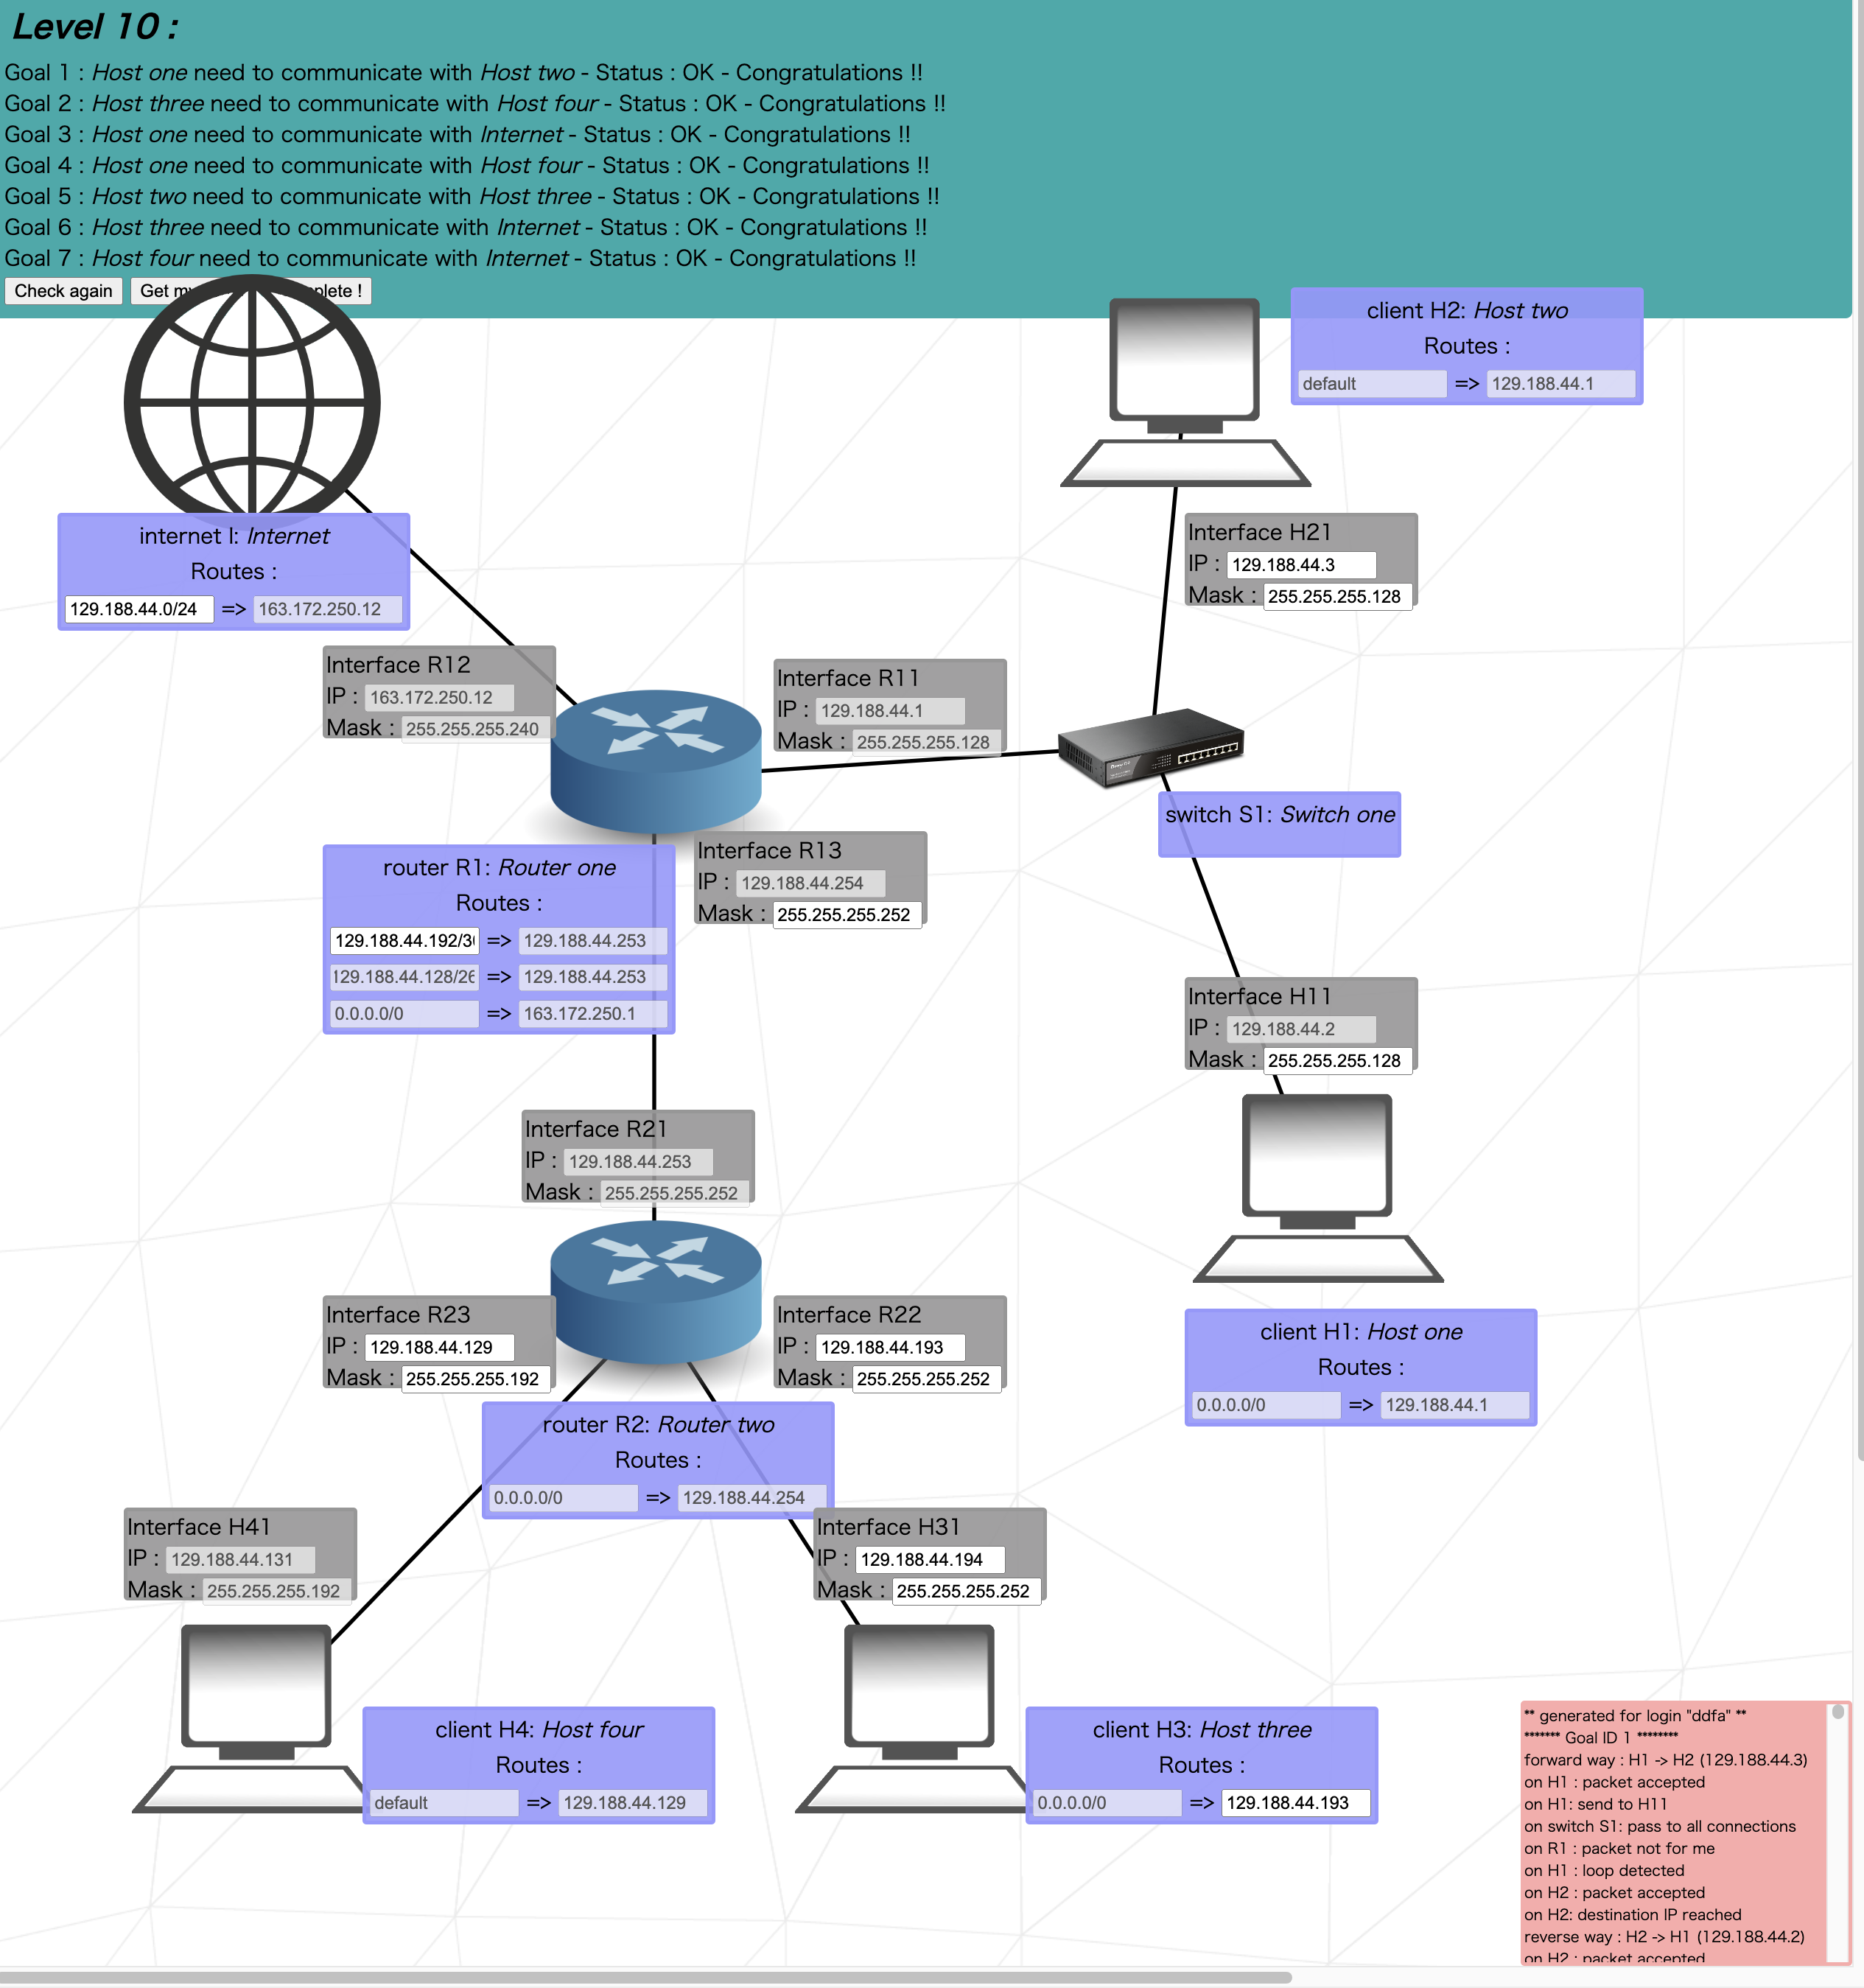 Level 10 :
Goal 1 : Host one need to communicate with Host two - Status : OK - Congratulations !!
Goal 2 : Host three need to communicate with Host four - Status : OK - Congratulations !!
Goal 3 : Host one need to communicate with Internet - Status : OK - Congratulations !!
Goal 4 : Host one need to communicate with Host four - Status : OK - Congratulations !!
Goal 5 : Host two need to communicate with Host three - Status : OK - Congratulations !!
Goal 6 : Host three need to communicate with Internet - Status : OK - Congratulations !!
Goal 7 : Host four need to communicate with Internet - Status : OK - Congratulations !!
Check again
Get my plete !
client H2: Host two
Routes :
default => 129.188.44.1
internet I: Internet
Routes :
129.188.44.0/24 => 163.172.250.12
Interface H21
IP : 129.188.44.3
Mask : 255.255.255.128
Interface R12
IP : 163.172.250.12
Mask : 255.255.255.240
Interface R11
IP : 129.188.44.1
Mask : 255.255.255.128
switch S1: Switch one
Interface R13
IP : 129.188.44.254
Mask : 255.255.255.252
router R1: Router one
Routes :
129.188.44.192/30 => 129.188.44.253
129.188.44.128/26 => 129.188.44.253
0.0.0.0/0 => 163.172.250.1
Interface H11
IP : 129.188.44.2
Mask : 255.255.255.128
Interface R21
IP : 129.188.44.253
Mask : 255.255.255.252
Interface R23
IP : 129.188.44.129
Mask : 255.255.255.192
Interface R22
IP : 129.188.44.193
Mask : 255.255.255.252
client H1: Host one
Routes :
0.0.0.0/0 => 129.188.44.1
router R2: Router two
Routes :
0.0.0.0/0 => 129.188.44.254
Interface H41
IP : 129.188.44.131
Mask : 255.255.255.192
Interface H31
IP : 129.188.44.194
Mask : 255.255.255.252
client H4: Host four
Routes :
default => 129.188.44.129
client H3: Host three
Routes :
0.0.0.0/0 => 129.188.44.193
** generated for login "ddfa" **
******* Goal ID 1 ********
forward way : H1 -> H2 (129.188.44.3)
on H1 : packet accepted
on H1: send to H11
on switch S1: pass to all connections
on R1 : packet not for me
on H1 : loop detected
on H2 : packet accepted
on H2: destination IP reached
reverse way : H2 -> H1 (129.188.44.2)
on H2 : packet accepted